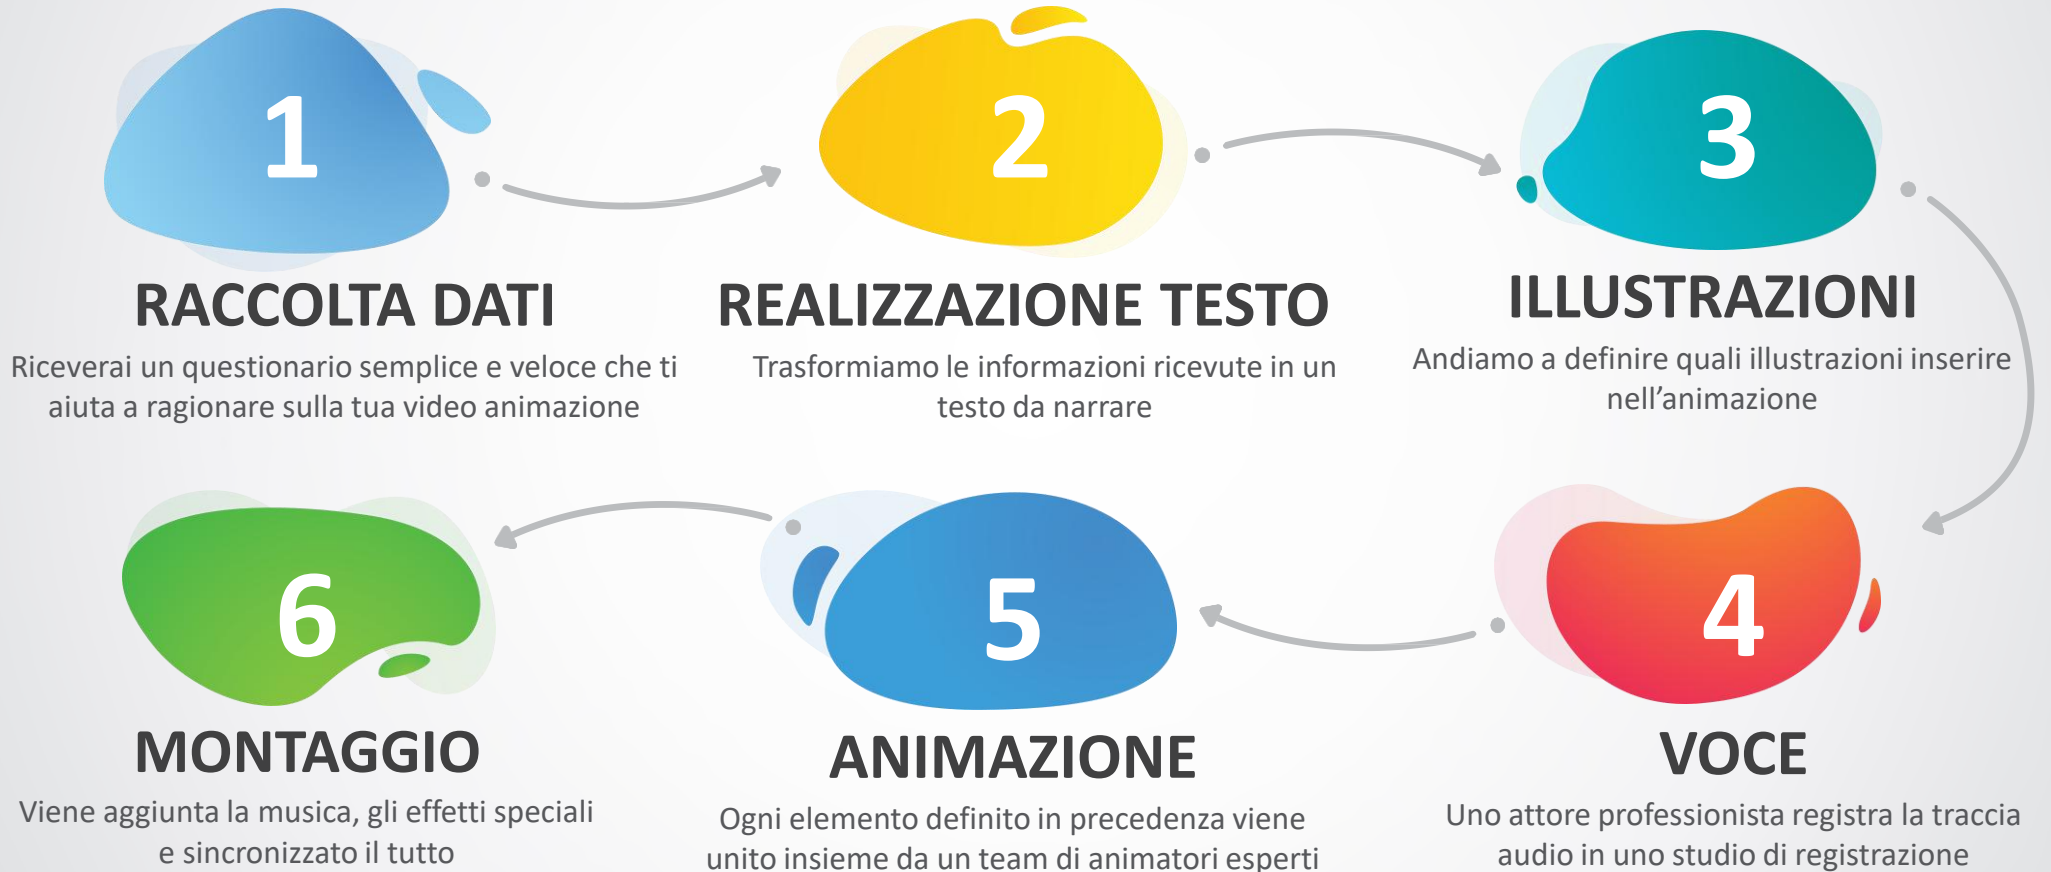 1
RACCOLTA DATI
Riceverai un questionario semplice e veloce che ti
aiuta a ragionare sulla tua video animazione
2
REALIZZAZIONE TESTO
Trasformiamo le informazioni ricevute in un
testo da narrare
3
ILLUSTRAZIONI
Andiamo a definire quali illustrazioni inserire
nell’animazione
4
VOCE
Uno attore professionista registra la traccia
audio in uno studio di registrazione
5
ANIMAZIONE
Ogni elemento definito in precedenza viene
unito insieme da un team di animatori esperti
6
MONTAGGIO
Viene aggiunta la musica, gli effetti speciali
e sincronizzato il tutto